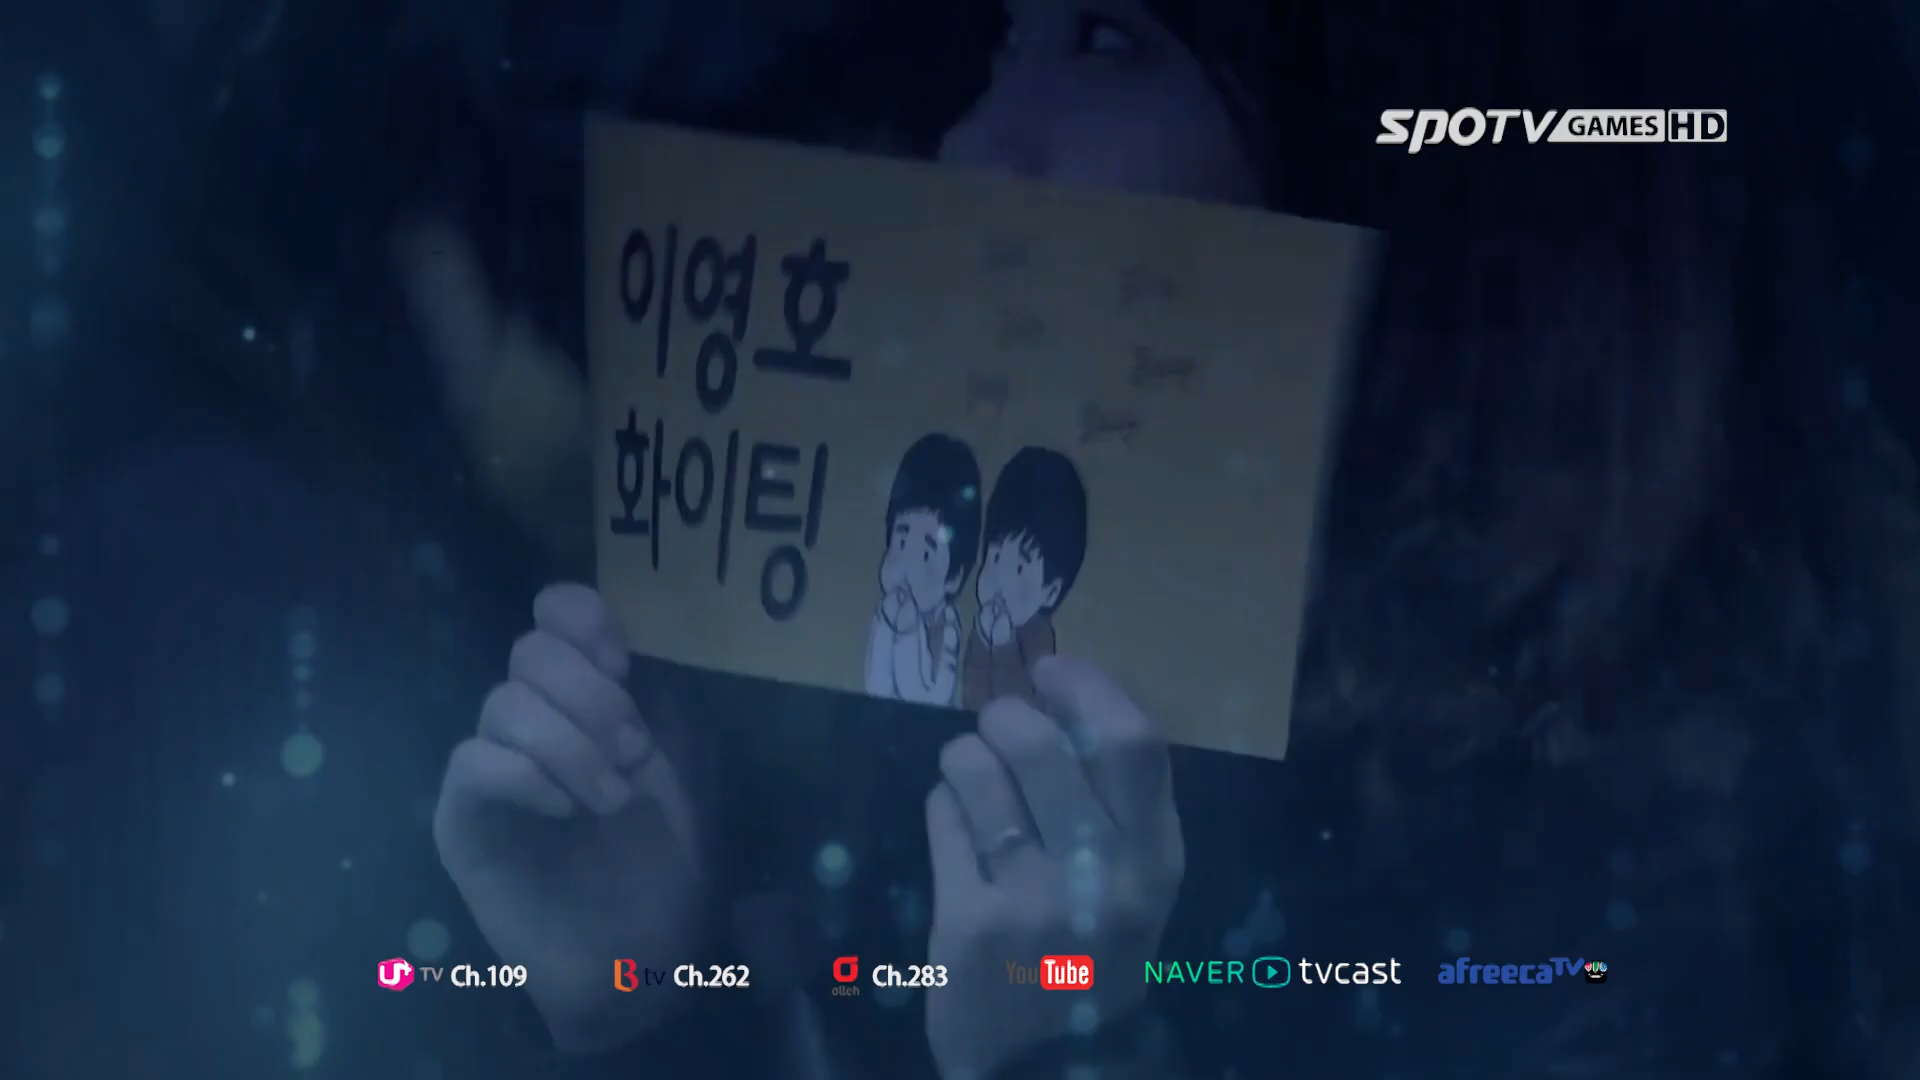 SPOTV GAMES HD
이영호
화이팅
U+ TV Ch.109
B tv Ch.262
olleh Ch.283
YouTube
NAVER tvcast
afreecaTV